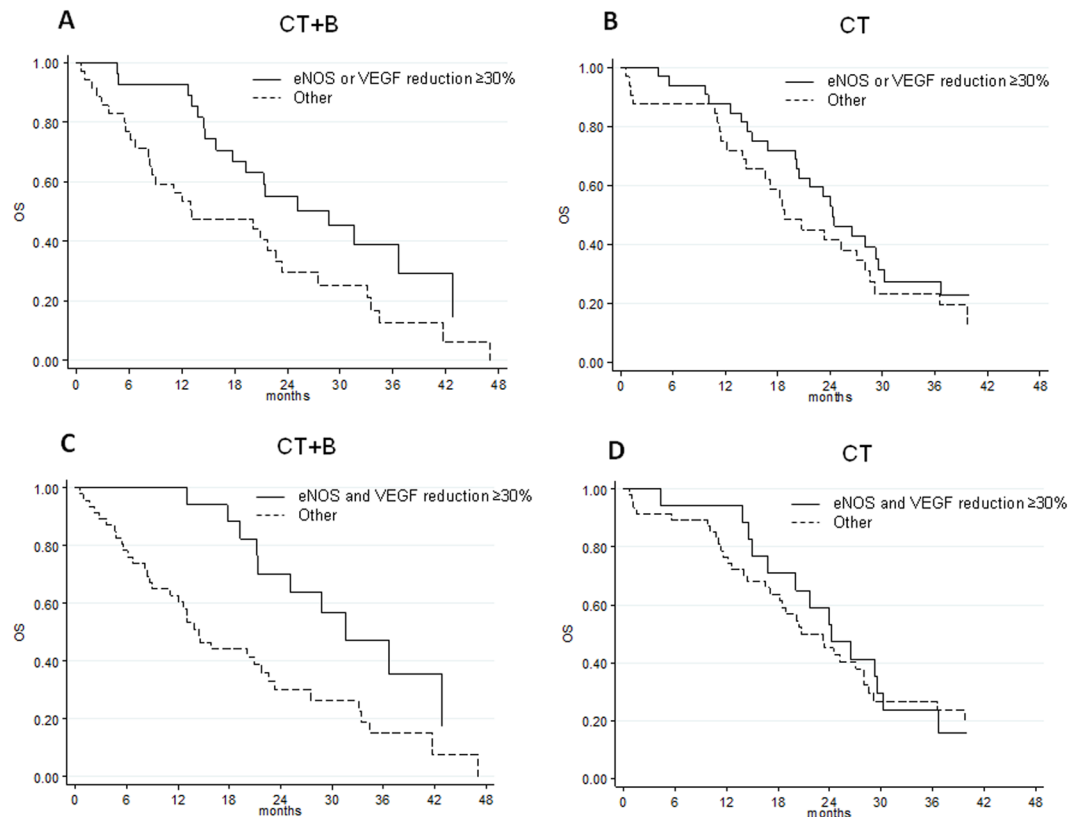 A
CT+B
eNOS or VEGF reduction ≥30%
Other
1.00
0.80
0.60
0.40
0.20
0.00
OS
0 6 12 18 24 30 36 42 48
months
B
CT
eNOS or VEGF reduction ≥30%
Other
1.00
0.80
0.60
0.40
0.20
0.00
OS
0 6 12 18 24 30 36 42 48
months
C
CT+B
eNOS and VEGF reduction ≥30%
Other
1.00
0.80
0.60
0.40
0.20
0.00
OS
0 6 12 18 24 30 36 42 48
months
D
CT
eNOS and VEGF reduction ≥30%
Other
1.00
0.80
0.60
0.40
0.20
0.00
OS
0 6 12 18 24 30 36 42 48
months